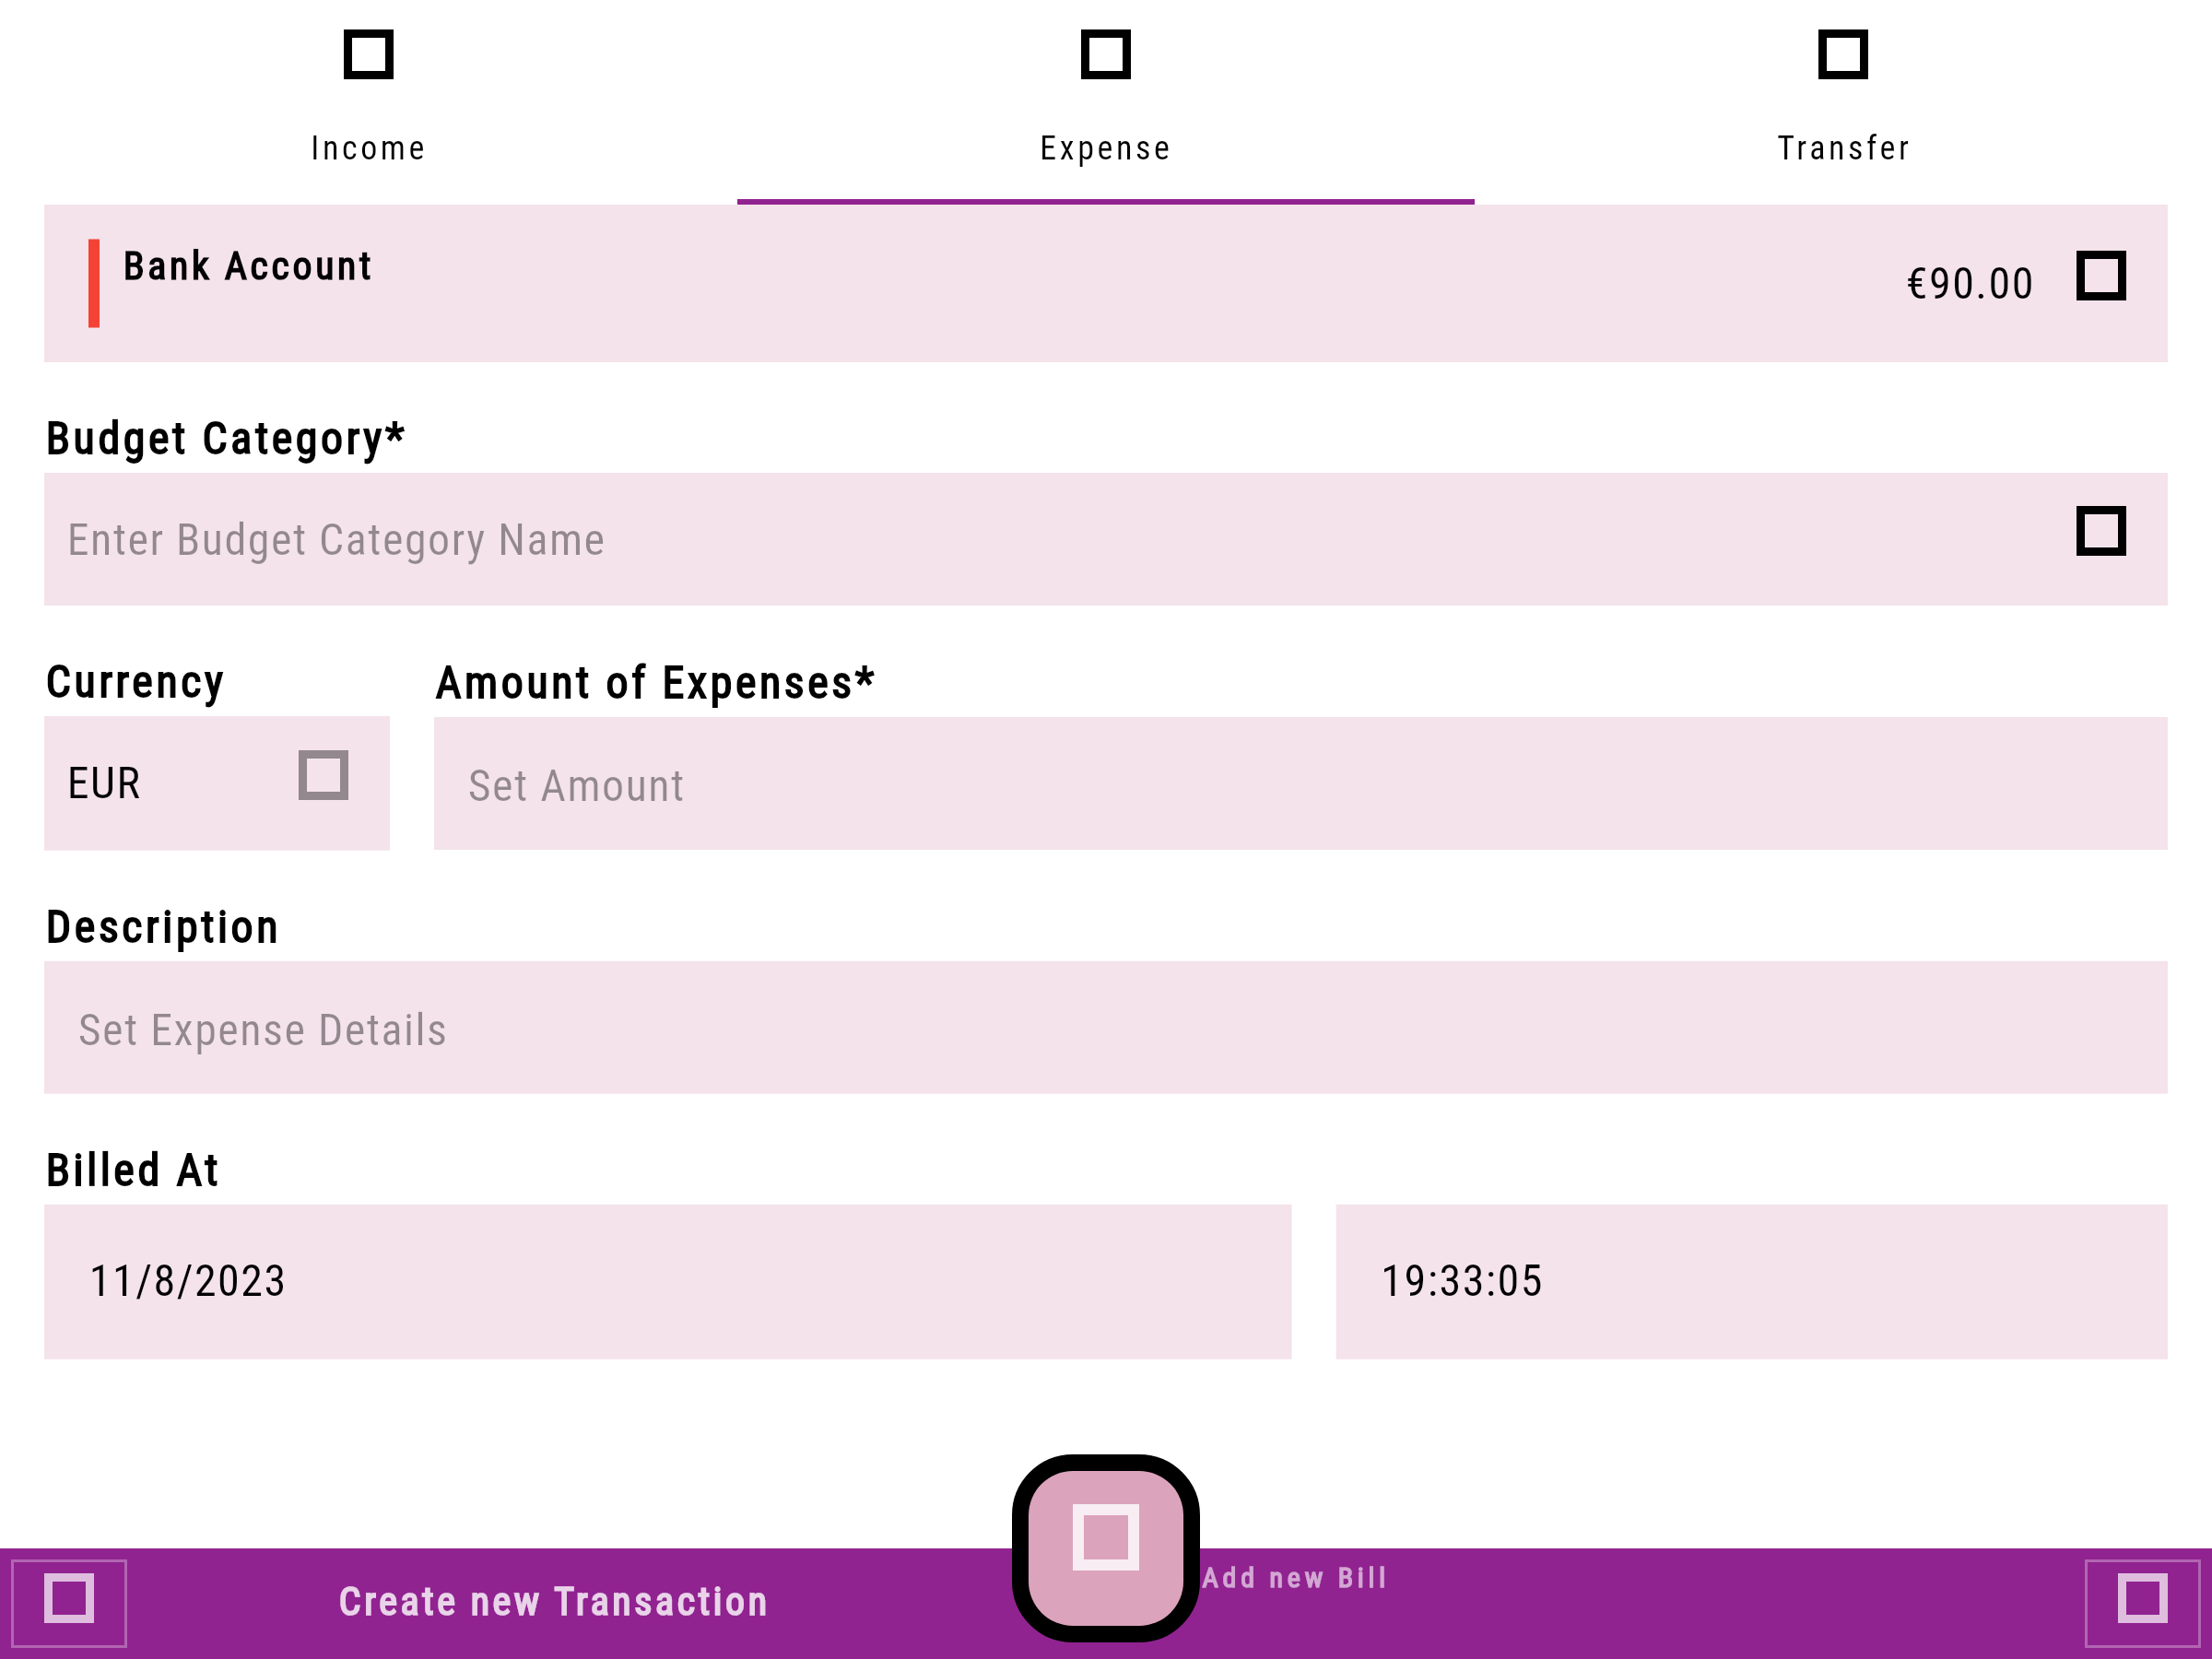 Income
Expense
Transfer
Bank Account
€90.00
Budget Category*
Enter Budget Category Name
Currency
Amount of Expenses*
EUR
Set Amount
Description
Set Expense Details
Billed At
11/8/2023
19:33:05
Create new Transaction
Add new Bill